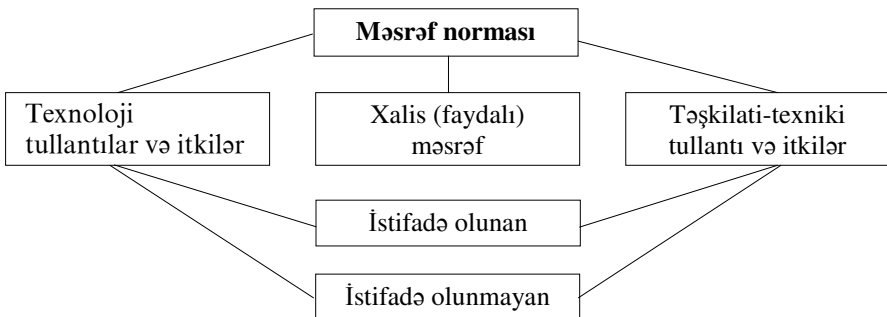 Məsrəf norması
Texnoloji
tullantılar və itkilər
Xalis (faydalı)
məsrəf
Təşkilati-texniki
tullantı və itkilər
İstifadə olunan
İstifadə olunmayan